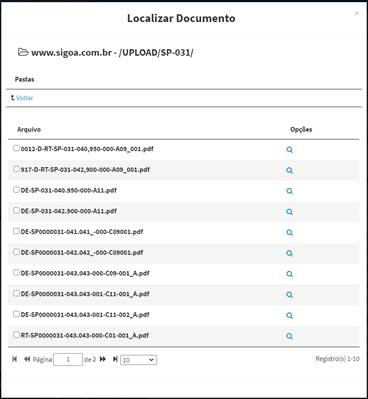 Localizar Documento
×
www.sigoa.com.br - /UPLOAD/SP-031/
Pastas
Voltar
Arquivo Opções
0012-D-RT-SP-031-040,950-000-A09_001.pdf
917-D-RT-SP-031-042,900-000-A09_001.pdf
DE-SP-031-040.950-000-A11.pdf
DE-SP-031-042.900-000-A11.pdf
DE-SP0000031-041.041_-000-C09001.pdf
DE-SP0000031-042.042_-000-C09001.pdf
DE-SP0000031-043.043-000-C09-001_A.pdf
DE-SP0000031-043.043-001-C11-001_A.pdf
DE-SP0000031-043.043-001-C11-002_A.pdf
RT-SP0000031-043.043-000-C01-001_A.pdf
Página 1 de 2 10 Registro(s) 1-10